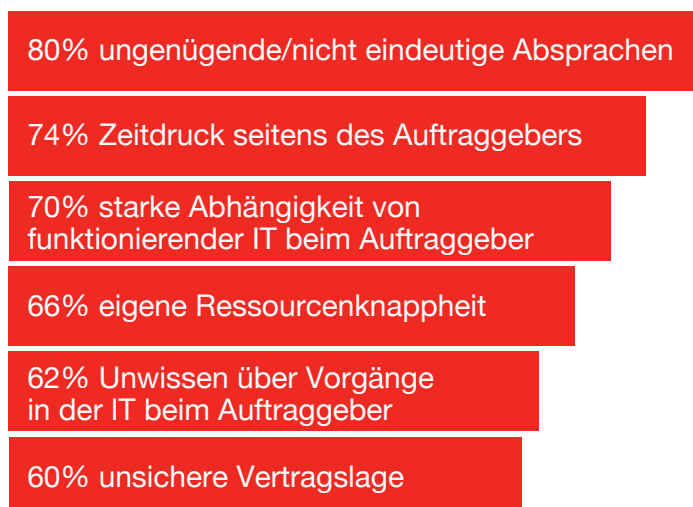 80% ungenügende/nicht eindeutige Absprachen
74% Zeitdruck seitens des Auftraggebers
70% starke Abhängigkeit von
funktionierender IT beim Auftraggeber
66% eigene Ressourcenknappheit
62% Unwissen über Vorgänge
in der IT beim Auftraggeber
60% unsichere Vertragslage